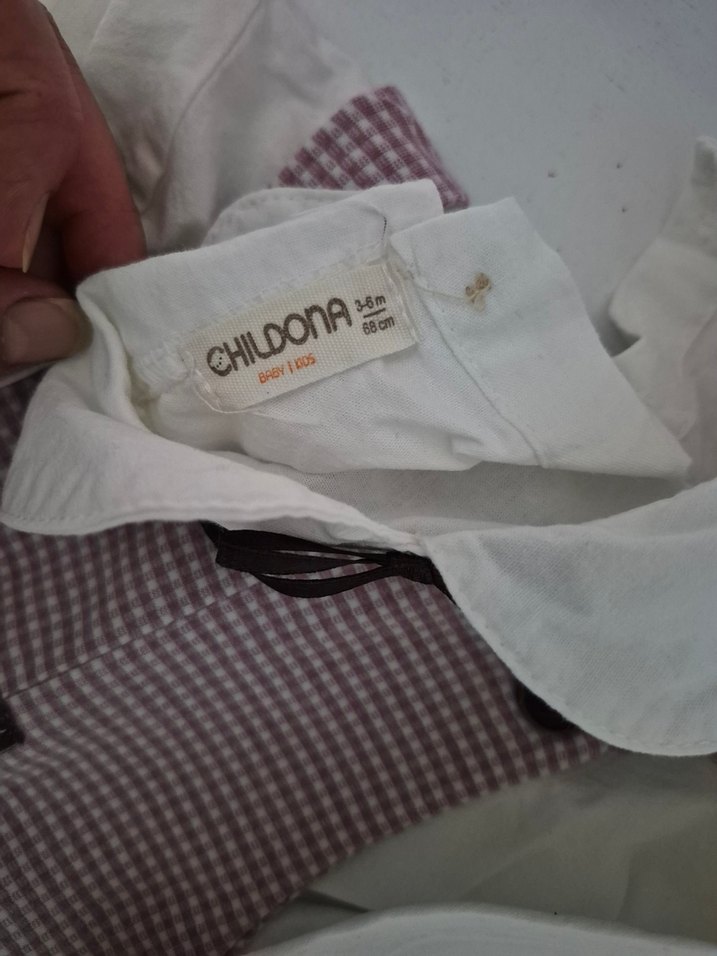 CHILDONA
BABY | KIDS
3-6 m
68 cm